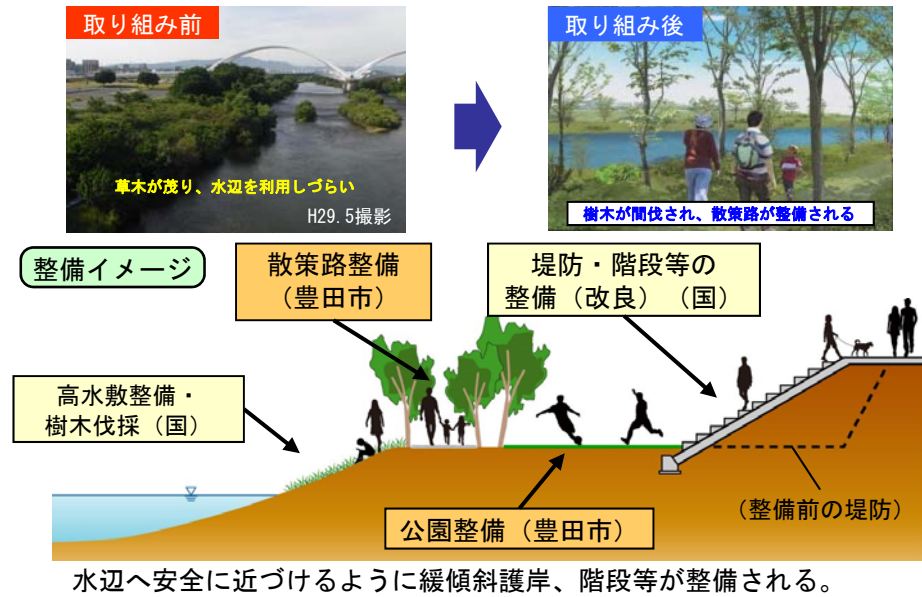 取り組み前
取り組み後
草木が茂り、水辺を利用しづらい
H29.5撮影
樹木が間伐され、散策路が整備される
整備イメージ
散策路整備
（豊田市）
堤防・階段等の
整備（改良）（国）
高水敷整備・
樹木伐採（国）
公園整備（豊田市）
（整備前の堤防）
水辺へ安全に近づけるように緩傾斜護岸、階段等が整備される。